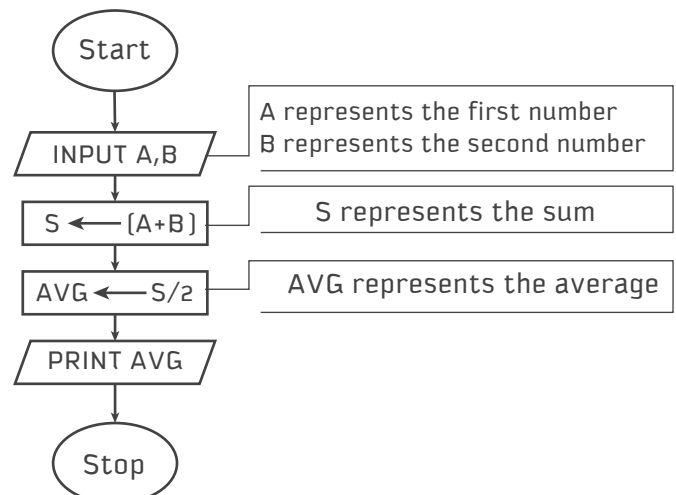 Start
INPUT A,B
A represents the first number
B represents the second number
S ← (A+B)
S represents the sum
AVG ← S/2
AVG represents the average
PRINT AVG
Stop